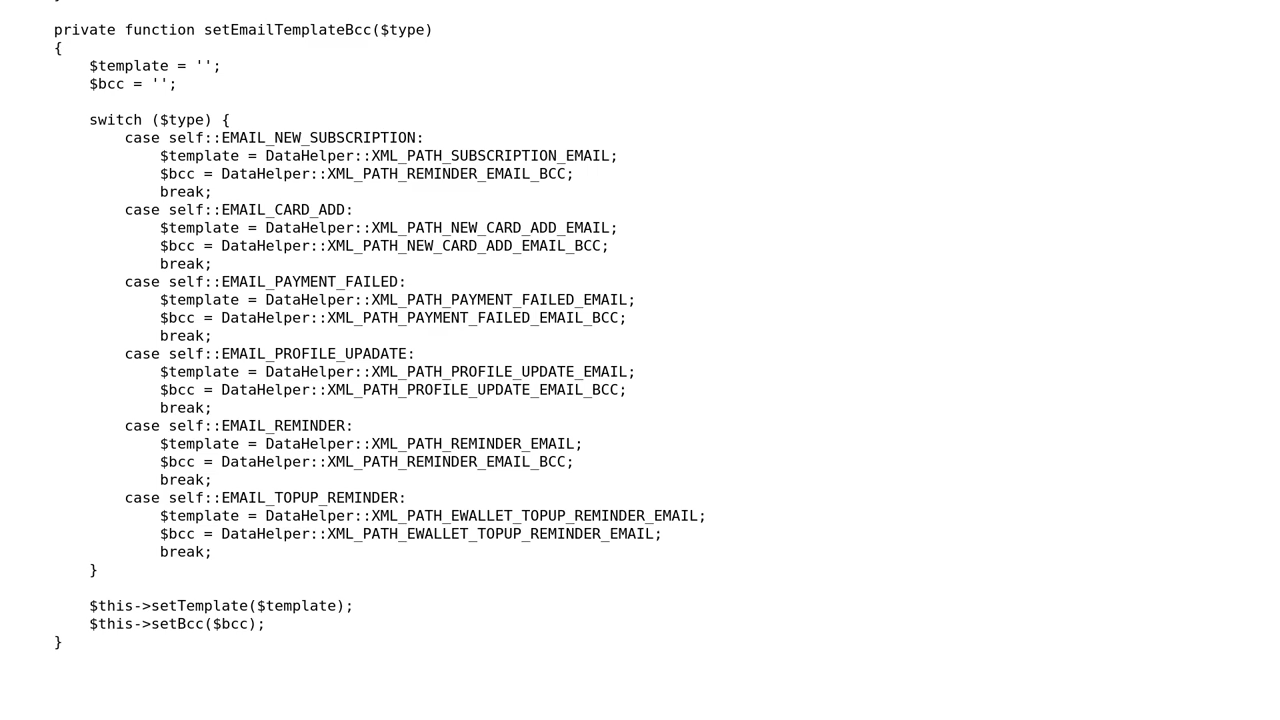 private function setEmailTemplateBcc($type)
{
$template = '';
$bcc = '';
switch ($type) {
case self::EMAIL_NEW_SUBSCRIPTION:
$template = DataHelper::XML_PATH_SUBSCRIPTION_EMAIL;
$bcc = DataHelper::XML_PATH_REMINDER_EMAIL_BCC;
break;
case self::EMAIL_CARD_ADD:
$template = DataHelper::XML_PATH_NEW_CARD_ADD_EMAIL;
$bcc = DataHelper::XML_PATH_NEW_CARD_ADD_EMAIL_BCC;
break;
case self::EMAIL_PAYMENT_FAILED:
$template = DataHelper::XML_PATH_PAYMENT_FAILED_EMAIL;
$bcc = DataHelper::XML_PATH_PAYMENT_FAILED_EMAIL_BCC;
break;
case self::EMAIL_PROFILE_UPADATE:
$template = DataHelper::XML_PATH_PROFILE_UPDATE_EMAIL;
$bcc = DataHelper::XML_PATH_PROFILE_UPDATE_EMAIL_BCC;
break;
case self::EMAIL_REMINDER:
$template = DataHelper::XML_PATH_REMINDER_EMAIL;
$bcc = DataHelper::XML_PATH_REMINDER_EMAIL_BCC;
break;
case self::EMAIL_TOPUP_REMINDER:
$template = DataHelper::XML_PATH_EWALLET_TOPUP_REMINDER_EMAIL;
$bcc = DataHelper::XML_PATH_EWALLET_TOPUP_REMINDER_EMAIL;
break;
}
$this->setTemplate($template);
$this->setBcc($bcc);
}